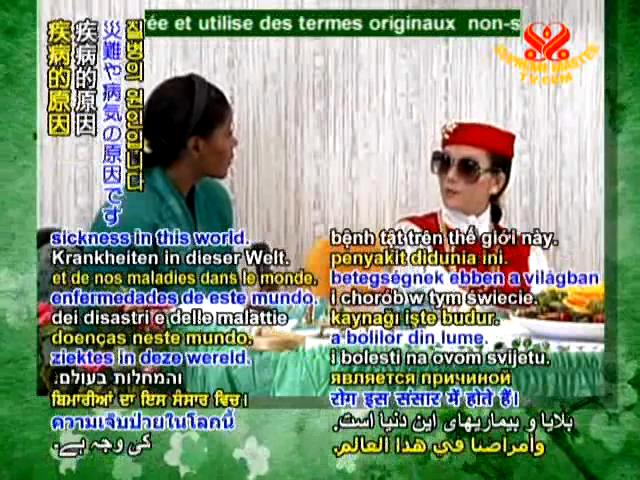 ée et utilise des termes originaux non-s
SUPREME MASTER
TV.COM
질병의 원인입니다
災難や病気の原因です
疾病的原因
疾病的原因
sickness in this world.
Krankheiten in dieser Welt.
et de nos maladies dans le monde.
enfermedades de este mundo.
dei disastri e delle malattie
doenças neste mundo.
ziektes in deze wereld.
והמחלות בעולם.
ਬਿਮਾਰੀਆਂ ਦਾ ਇਸ ਸੰਸਾਰ ਵਿਚ।
ความเจ็บป่วยในโลกนี้
کی وجہ ہے۔
bệnh tật trên thế giới này.
penyakit didunia ini.
betegségnek ebben a világban
i chorób w tym świecie.
kaynağı işte budur.
a bolilor din lume.
i bolesti na ovom svijetu.
является причиной
रोग इस संसार में होते हैं।
بلایا و بیماریهای این دنیا است.
وأمراضنا في هذا العالم.